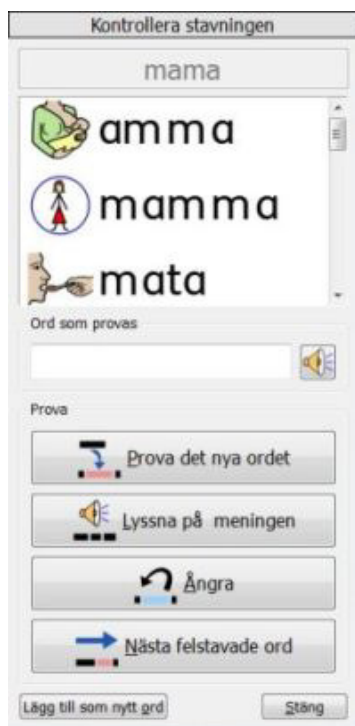 Kontrollera stavningen
mama
amma
mamma
mata
Ord som provas
Prova
Prova det nya ordet
Lyssna på meningen
Ångra
Nästa felstavade ord
Lägg till som nytt ord
Stäng